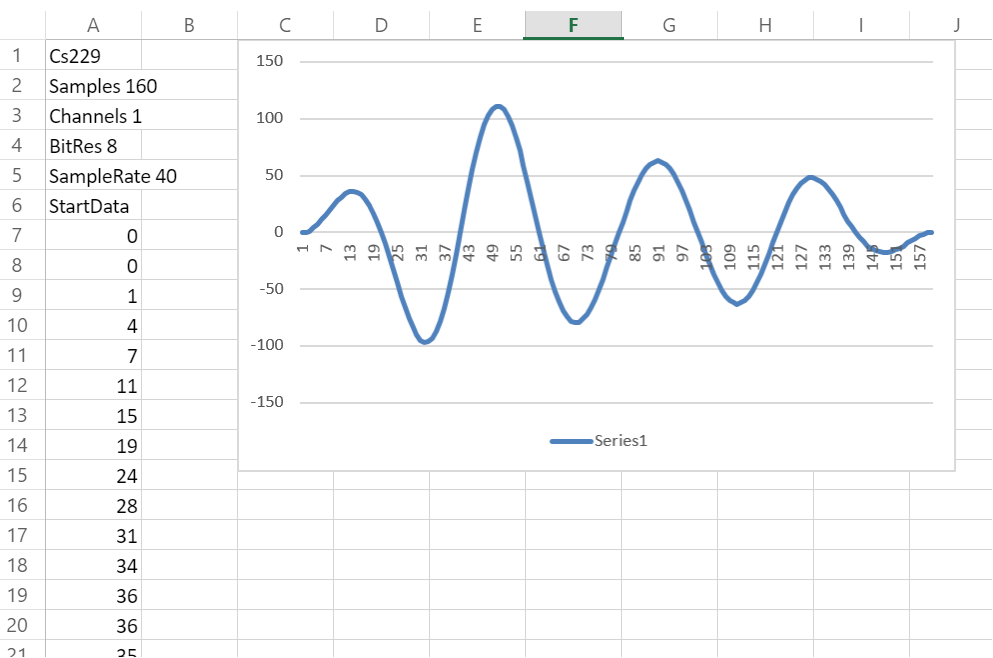 A B C D E F G H I J
1 Cs229
2 Samples 160
3 Channels 1
4 BitRes 8
5 SampleRate 40
6 StartData
7 0
8 0
9 1
10 4
11 7
12 11
13 15
14 19
15 24
16 28
17 31
18 34
19 36
20 36
21 35
150
100
50
0
-50
-100
-150
1 7 13 19 25 31 37 43 49 55 61 67 73 79 85 91 97 103 109 115 121 127 133 139 145 151 157
Series1